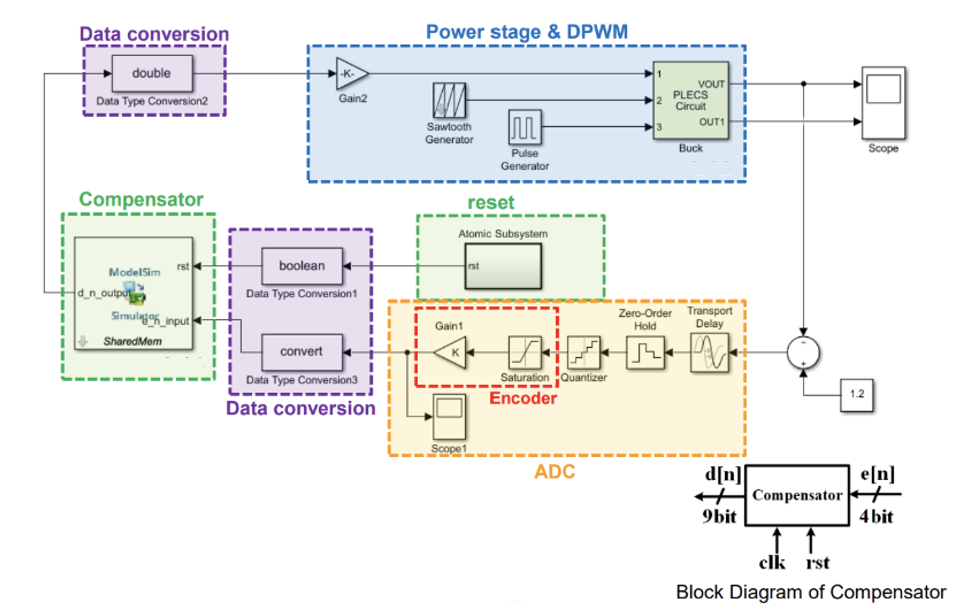 Data conversion
double
Data Type Conversion2
Power stage & DPWM
-K-
Gain2
Sawtooth
Generator
Pulse
Generator
1
2
3
VOUT
PLECS
Circuit
OUT1
Buck
Scope
Compensator
ModelSim
Simulator
rst
d_n_output
e_n_input
SharedMem
boolean
Data Type Conversion1
convert
Data Type Conversion3
Data conversion
reset
Atomic Subsystem
rst
Gain1
K
Saturation
Encoder
Quantizer
Zero-Order
Hold
Transport
Delay
Scope1
ADC
−
+
1.2
d[n]
9bit
Compensator
e[n]
4bit
clk
rst
Block Diagram of Compensator